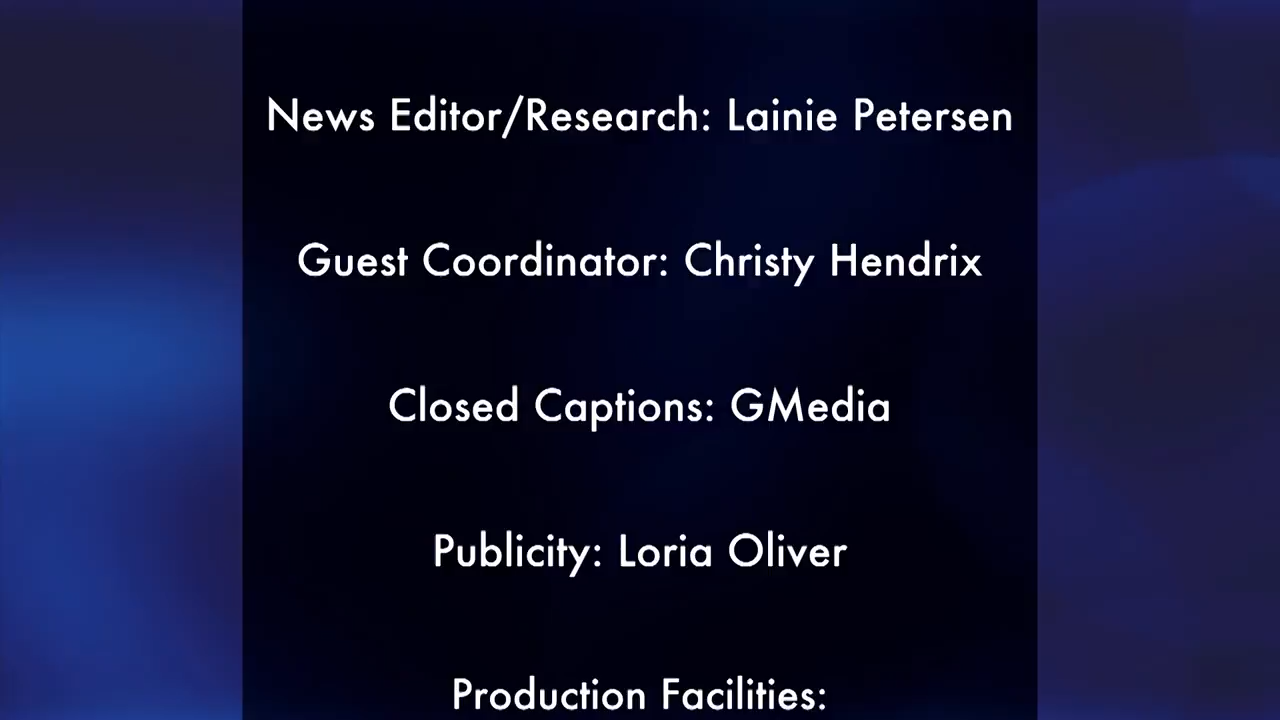 News Editor/Research: Lainie Petersen
Guest Coordinator: Christy Hendrix
Closed Captions: GMedia
Publicity: Loria Oliver
Production Facilities: